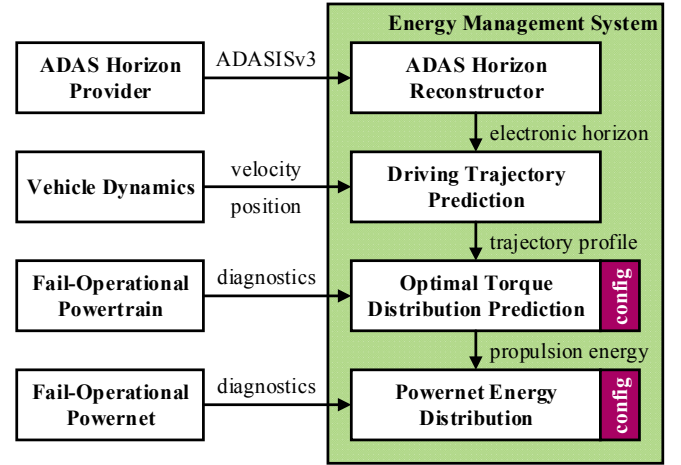 Energy Management System
ADAS Horizon
Provider
ADASISv3
ADAS Horizon
Reconstructor
electronic horizon
Vehicle Dynamics
velocity
position
Driving Trajectory
Prediction
trajectory profile
Fail-Operational
Powertrain
diagnostics
Optimal Torque
Distribution Prediction
config
propulsion energy
Fail-Operational
Powernet
diagnostics
Powernet Energy
Distribution
config